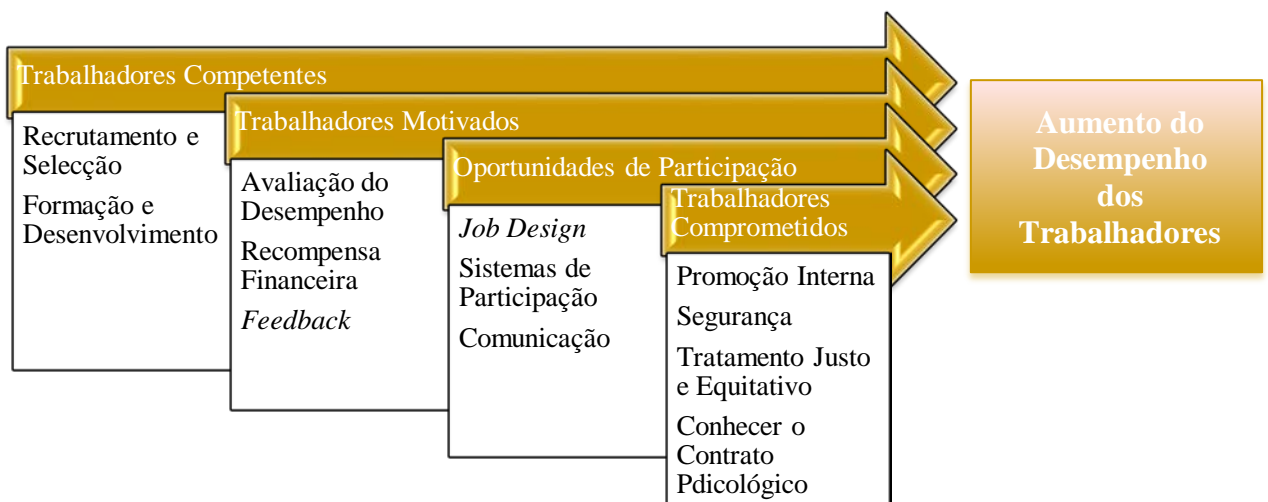 Trabalhadores Competentes
Recrutamento e
Selecção
Formação e
Desenvolvimento
Trabalhadores Motivados
Avaliação do
Desempenho
Recompensa
Financeira
Feedback
Oportunidades de Participação
Job Design
Sistemas de
Participação
Comunicação
Trabalhadores
Comprometidos
Promoção Interna
Segurança
Tratamento Justo
e Equitativo
Conhecer o
Contrato
Pdicológico
Aumento do
Desempenho
dos
Trabalhadores